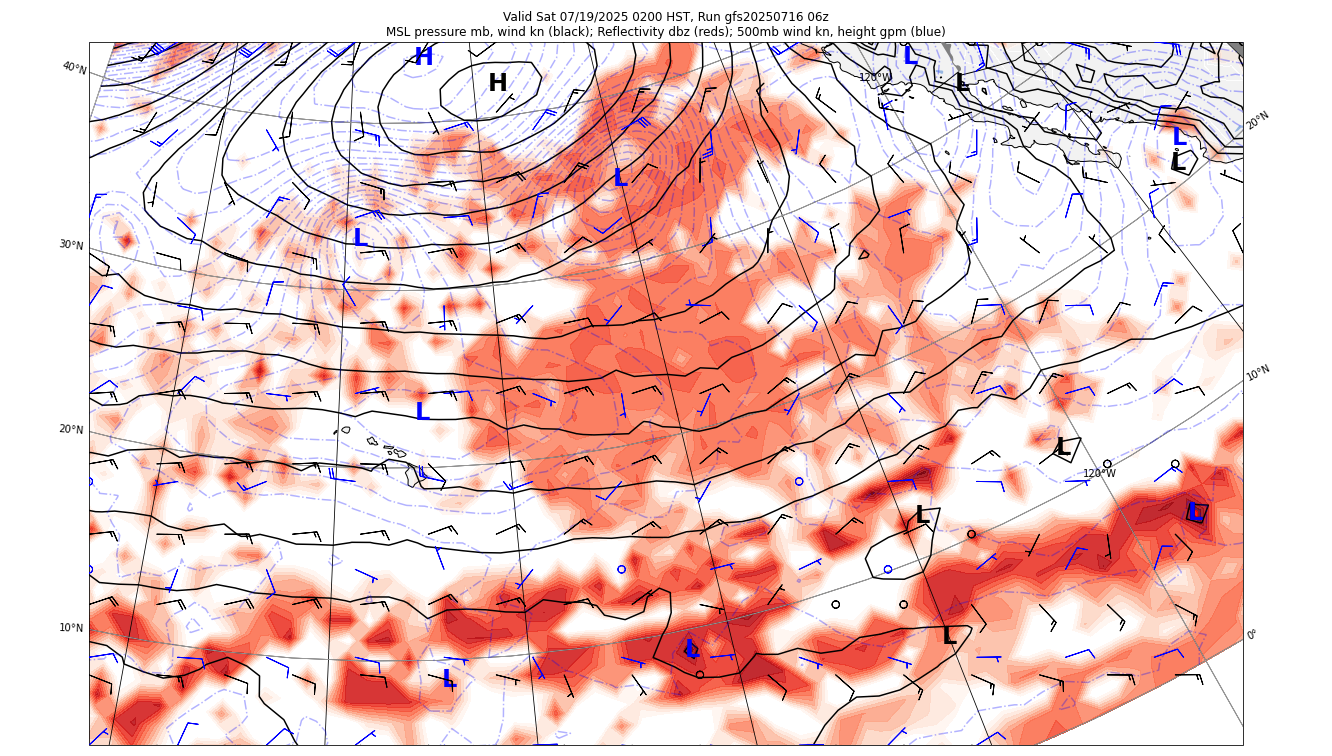 Valid Sat 07/19/2025 0200 HST, Run gfs20250716 06z
MSL pressure mb, wind kn (black); Reflectivity dbz (reds); 500mb wind kn, height gpm (blue)
H
H
L
L
120°W
40°N
20°N
L
L
L
L
30°N
10°N
L
20°N
L
120°W
L
L
10°N
0°
L
L
L